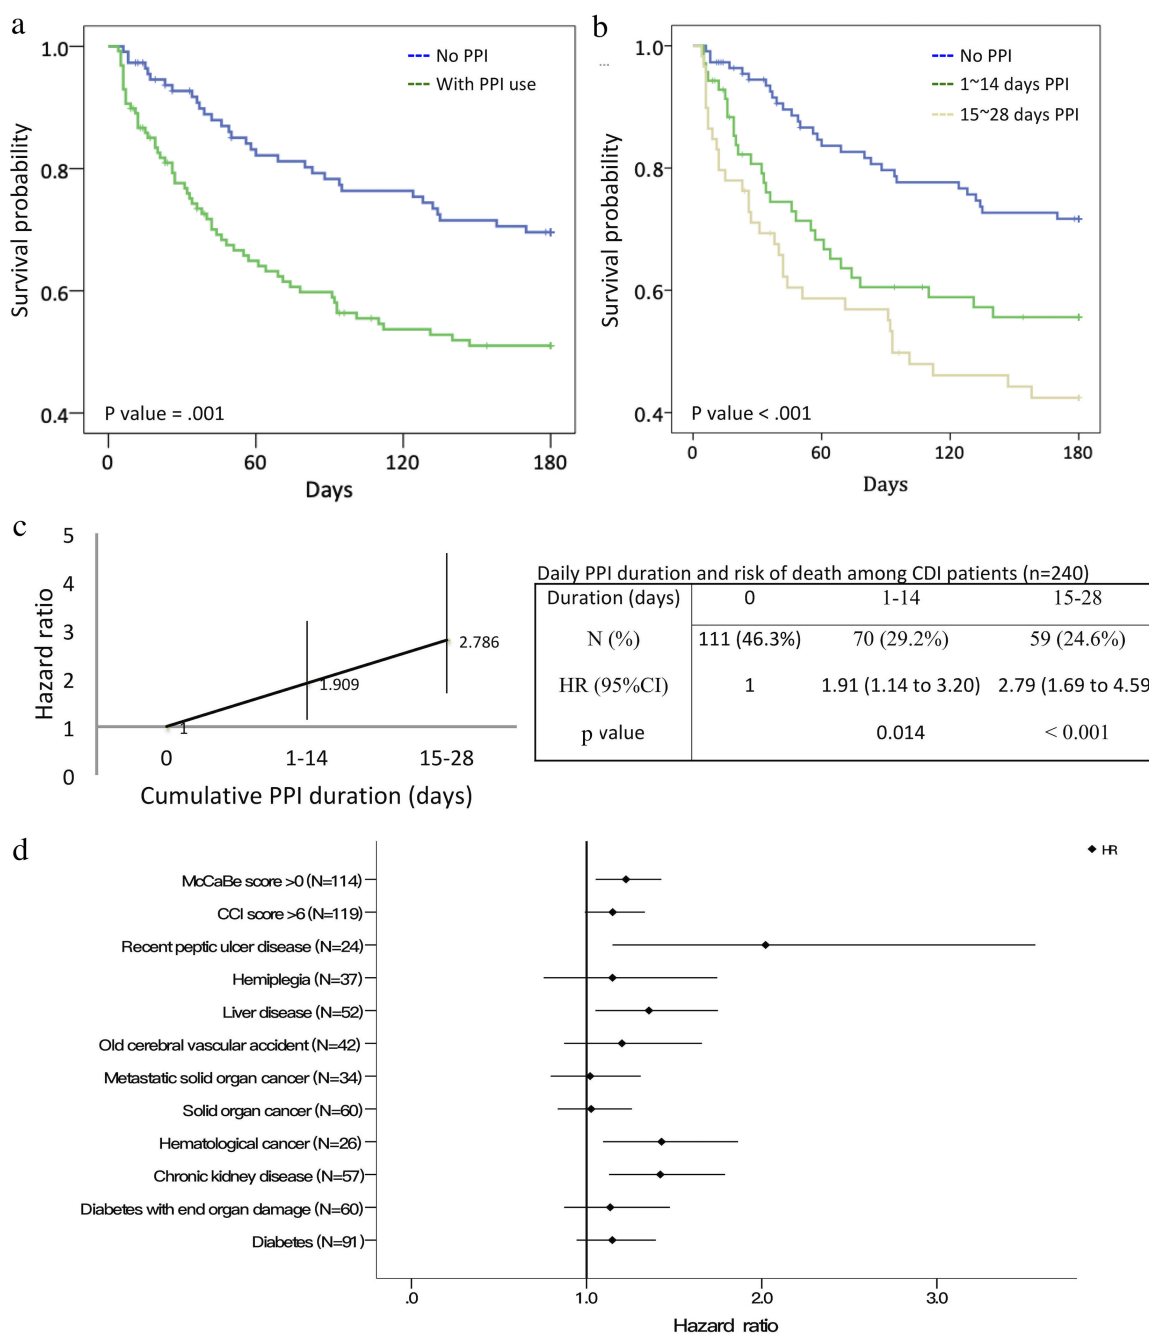 a
1.0
0.8
0.6
0.4
Survival probability
No PPI
With PPI use
P value = .001
0
60
120
180
Days
b
1.0
0.8
0.6
0.4
Survival probability
No PPI
1~14 days PPI
15~28 days PPI
P value < .001
0
60
120
180
Days
c
5
4
3
2
1
0
Hazard ratio
1
1.909
2.786
0
1-14
15-28
Cumulative PPI duration (days)
Daily PPI duration and risk of death among CDI patients (n=240)
Duration (days) 0 1-14 15-28
N (%) 111 (46.3%) 70 (29.2%) 59 (24.6%)
HR (95%CI) 1 1.91 (1.14 to 3.20) 2.79 (1.69 to 4.59
p value 0.014 < 0.001
d
HR
McCaBe score >0 (N=114)
CCI score >6 (N=119)
Recent peptic ulcer disease (N=24)
Hemiplegia (N=37)
Liver disease (N=52)
Old cerebral vascular accident (N=42)
Metastatic solid organ cancer (N=34)
Solid organ cancer (N=60)
Hematological cancer (N=26)
Chronic kidney disease (N=57)
Diabetes with end organ damage (N=60)
Diabetes (N=91)
.0
1.0
2.0
3.0
Hazard ratio